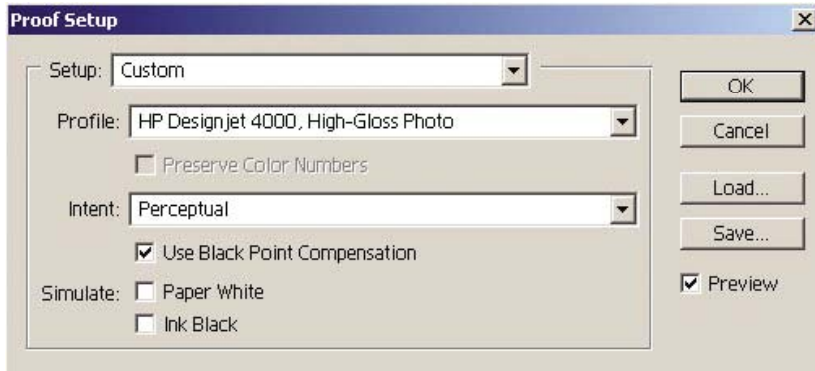 Proof Setup
Setup: Custom
OK
Profile: HP Designjet 4000, High-Gloss Photo
Cancel
Preserve Color Numbers
Load...
Intent: Perceptual
Save...
Use Black Point Compensation
Preview
Simulate: Paper White
Ink Black